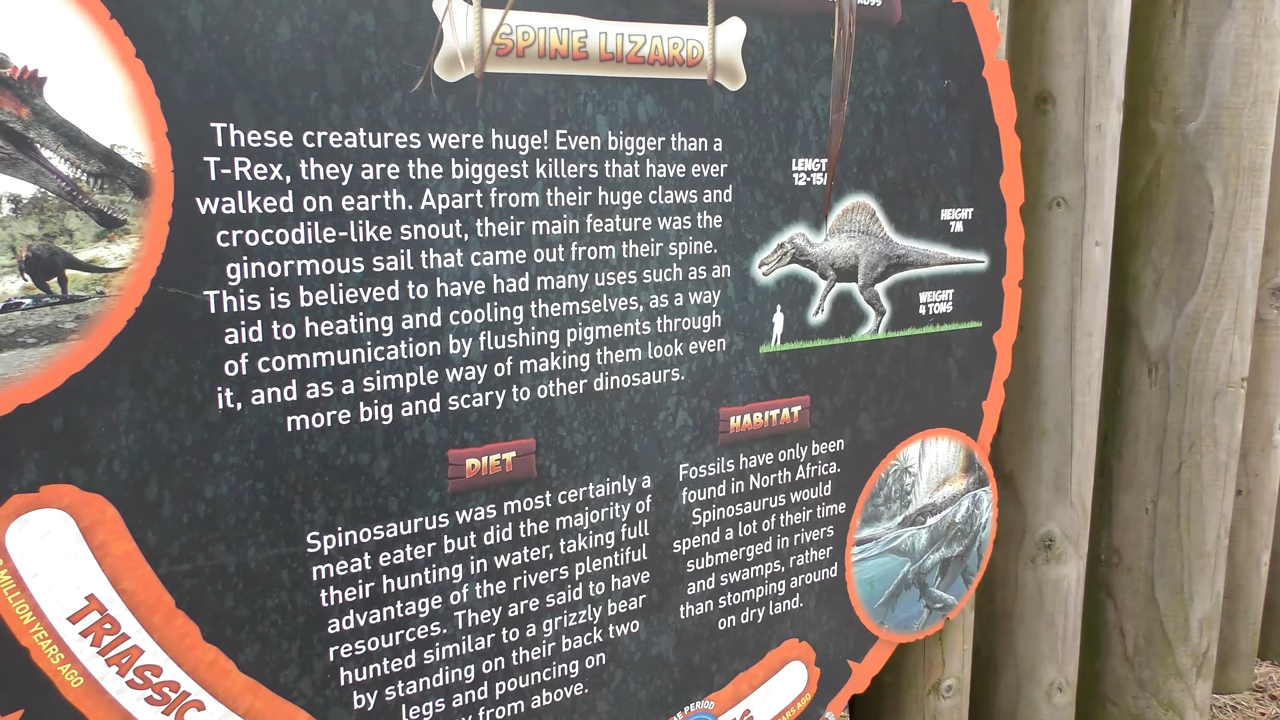 SPINE LIZARD
These creatures were huge! Even bigger than a
T-Rex, they are the biggest killers that have ever
walked on earth. Apart from their huge claws and
crocodile-like snout, their main feature was the
ginormous sail that came out from their spine.
This is believed to have had many uses such as an
aid to heating and cooling themselves, as a way
of communication by flushing pigments through
it, and as a simple way of making them look even
more big and scary to other dinosaurs.
LENGT
12-15
HEIGHT
7M
WEIGHT
4 TONS
DIET
Spinosaurus was most certainly a
meat eater but did the majority of
their hunting in water, taking full
advantage of the rivers plentiful
resources. They are said to have
hunted similar to a grizzly bear
by standing on their back two
legs and pouncing on
from above.
HABITAT
Fossils have only been
found in North Africa.
Spinosaurus would
spend a lot of their time
submerged in rivers
and swamps, rather
than stomping around
on dry land.
TRIASSIC
MILLION YEARS AGO
PERIOD
YEARS AGO